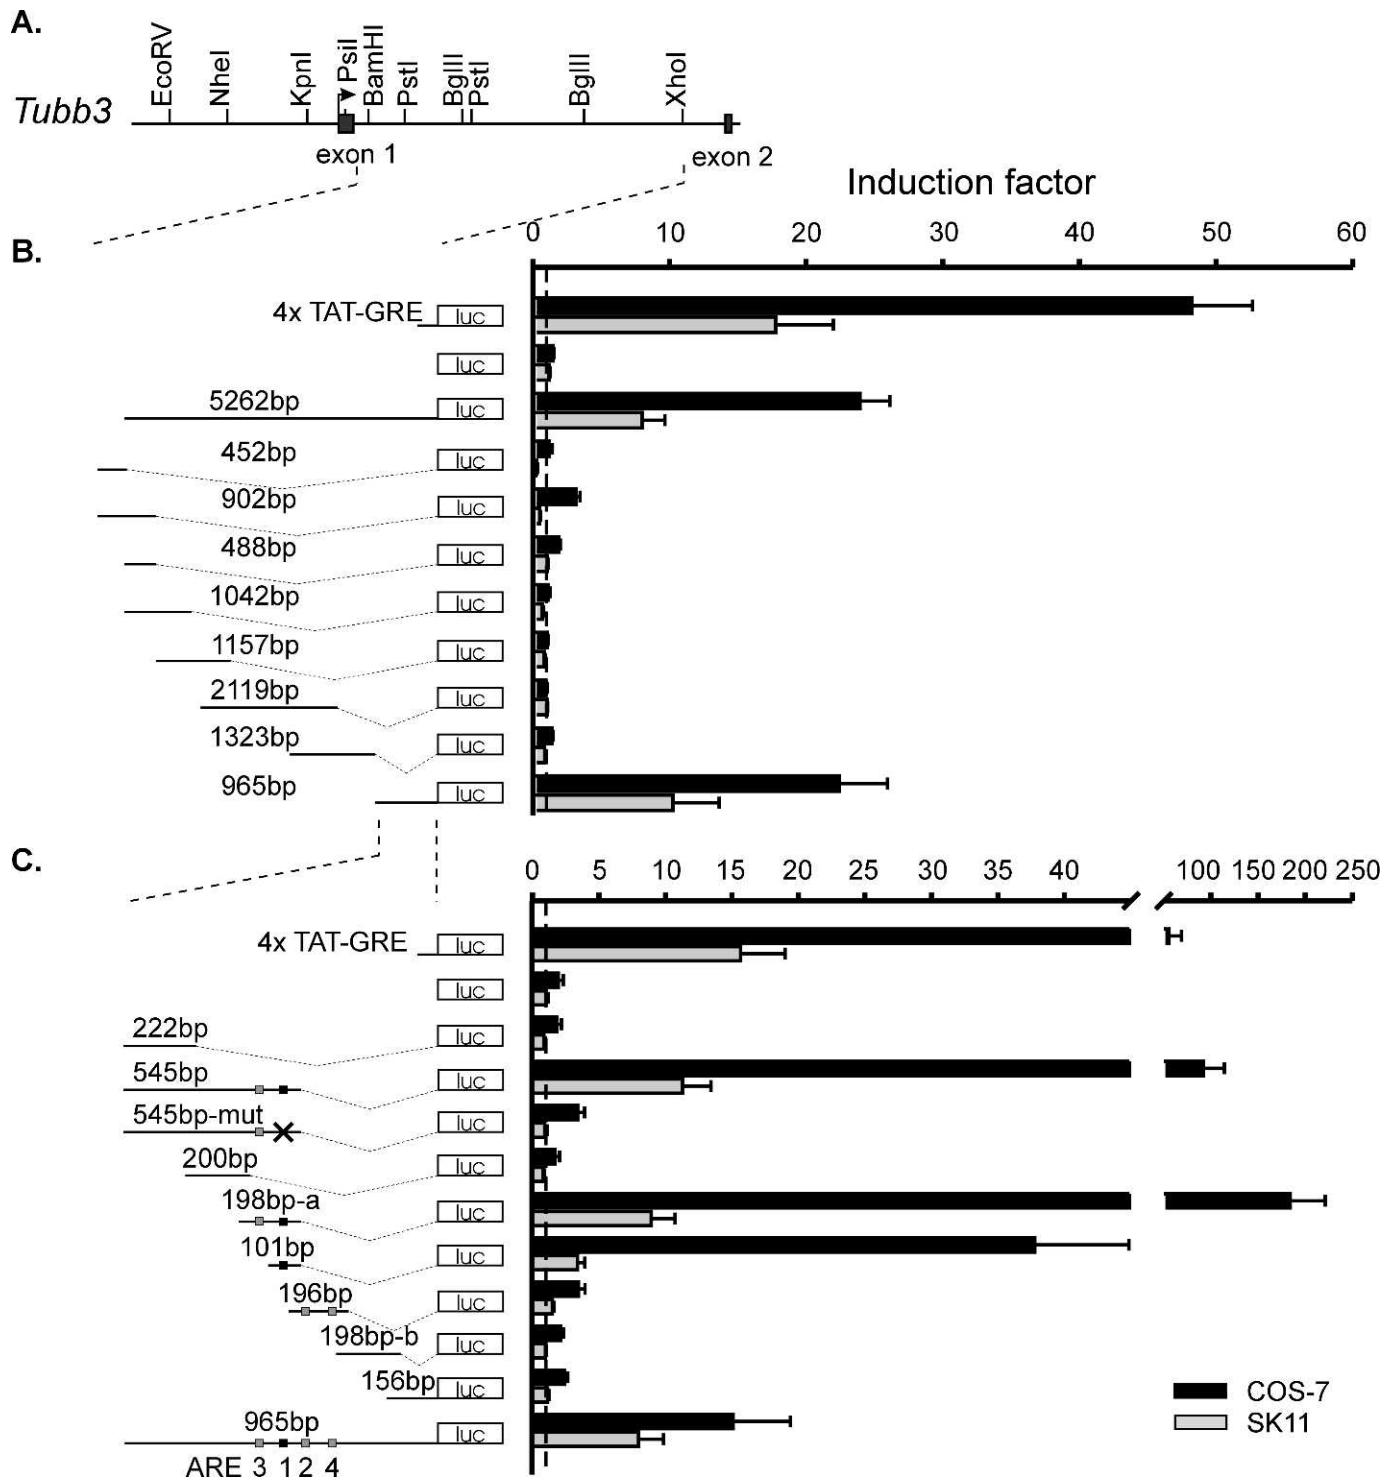 A.
EcoRV
NheI
KpnI
PsiI
BamHI
PstI
BglII
PstI
BglII
XhoI
Tubb3
exon 1
exon 2
Induction factor
B.
0 10 20 30 40 50 60
4x TAT-GRE luc
luc
5262bp luc
452bp luc
902bp luc
488bp luc
1042bp luc
1157bp luc
2119bp luc
1323bp luc
965bp luc
C.
0 5 10 15 20 25 30 35 40 100 150 200 250
4x TAT-GRE luc
luc
222bp luc
545bp luc
545bp-mut luc
200bp luc
198bp-a luc
101bp luc
196bp luc
198bp-b luc
156bp luc
965bp luc
ARE 3 1 2 4
COS-7
SK11